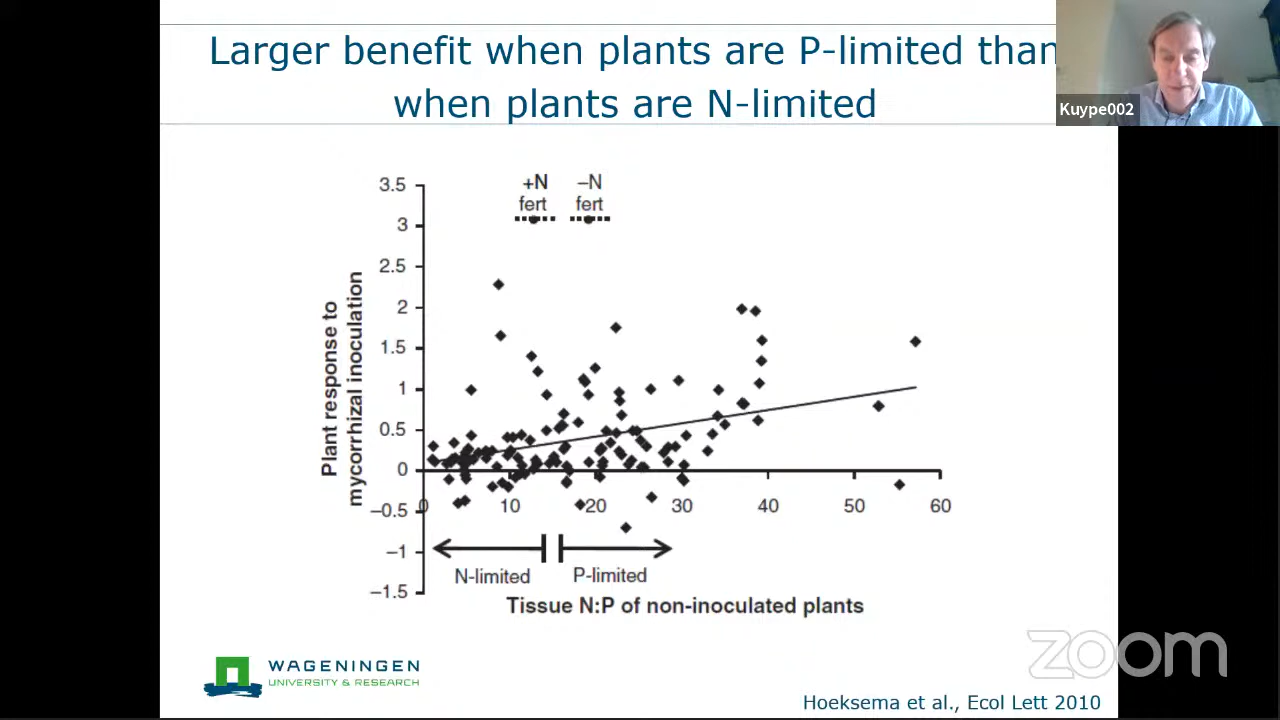 Larger benefit when plants are P-limited than
when plants are N-limited
Kuype002
+N
fert
–N
fert
3.5
3
2.5
2
1.5
1
0.5
0
–0.5
–1
–1.5
Plant response to
mycorrhizal inoculation
0
10
20
30
40
50
60
N-limited
P-limited
Tissue N:P of non-inoculated plants
WAGENINGEN
UNIVERSITY & RESEARCH
zoom
Hoeksema et al., Ecol Lett 2010